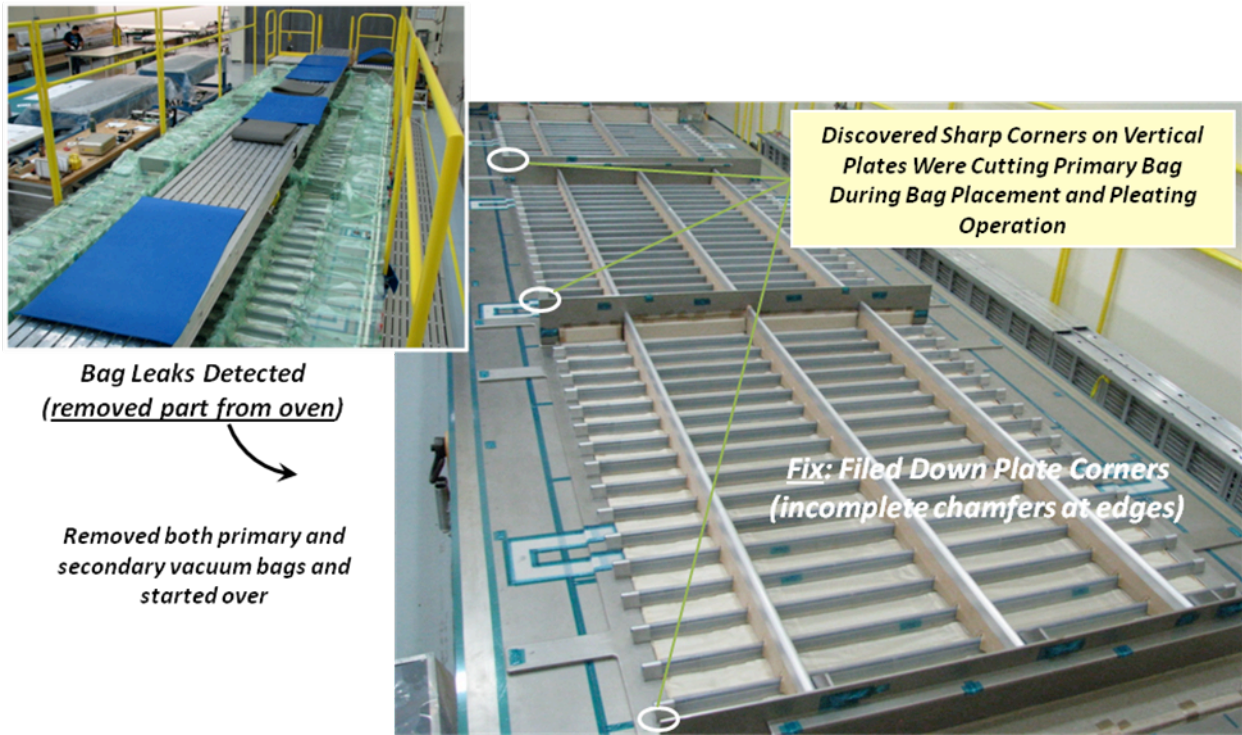 Discovered Sharp Corners on Vertical
Plates Were Cutting Primary Bag
During Bag Placement and Pleating
Operation
Bag Leaks Detected
(removed part from oven)
Fix: Filed Down Plate Corners
(incomplete chamfers at edges)
Removed both primary and
secondary vacuum bags and
started over